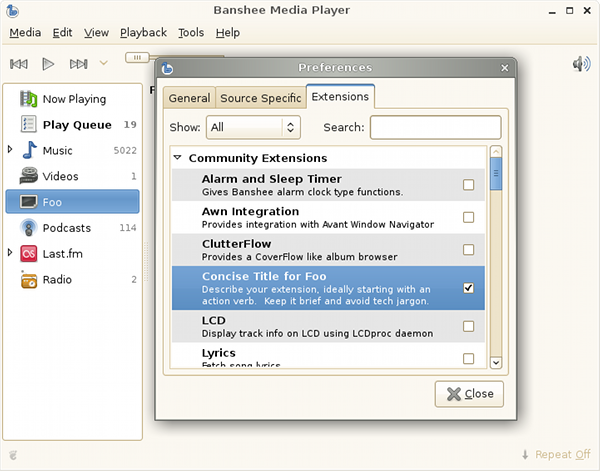 Banshee Media Player
Media Edit View Playback Tools Help
Now Playing
Play Queue 19
Music 5022
Videos 1
Foo
Podcasts 114
Last.fm
Radio 2
F
Preferences
General Source Specific Extensions
Show: All Search:
Community Extensions
Alarm and Sleep Timer
Gives Banshee alarm clock type functions.
Awn Integration
Provides integration with Avant Window Navigator
ClutterFlow
Provides a CoverFlow like album browser
Concise Title for Foo
Describe your extension, ideally starting with an
action verb. Keep it brief and avoid tech jargon.
LCD
Display track info on LCD using LCDproc daemon
Lyrics
Fetch song lyrics
Close
Repeat Off